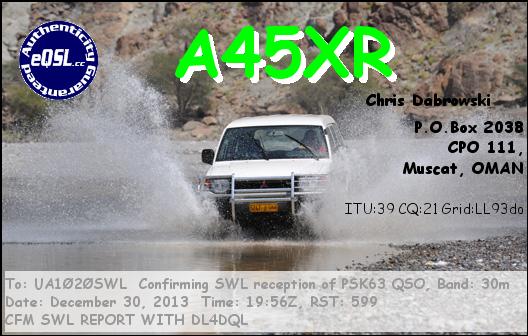 Authenticity
eQSL.cc
Guaranteed
A45XR
Chris Dabrowski
P.O.Box 2038
CPO 111,
Muscat, OMAN
ITU:39 CQ:21 Grid:LL93do
To: UA1020SWL Confirming SWL reception of PSK63 QSO, Band: 30m
Date: December 30, 2013 Time: 19:56Z, RST: 599
CFM SWL REPORT WITH DL4DQL